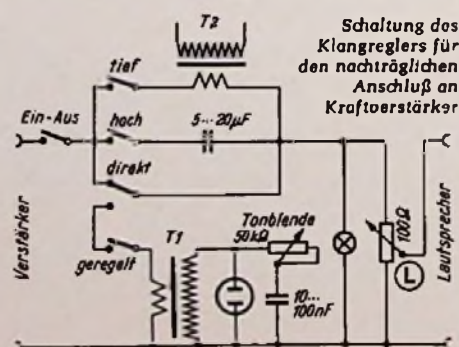 T2
Schaltung des
Klangreglers für
den nachträglichen
Anschluß an
Kraftverstärker
tief
Ein-Aus
hoch
5...20µF
direkt
Verstärker
geregelt
T1
Tonblende
50kΩ
10...
100nF
100Ω
L
Lautsprecher